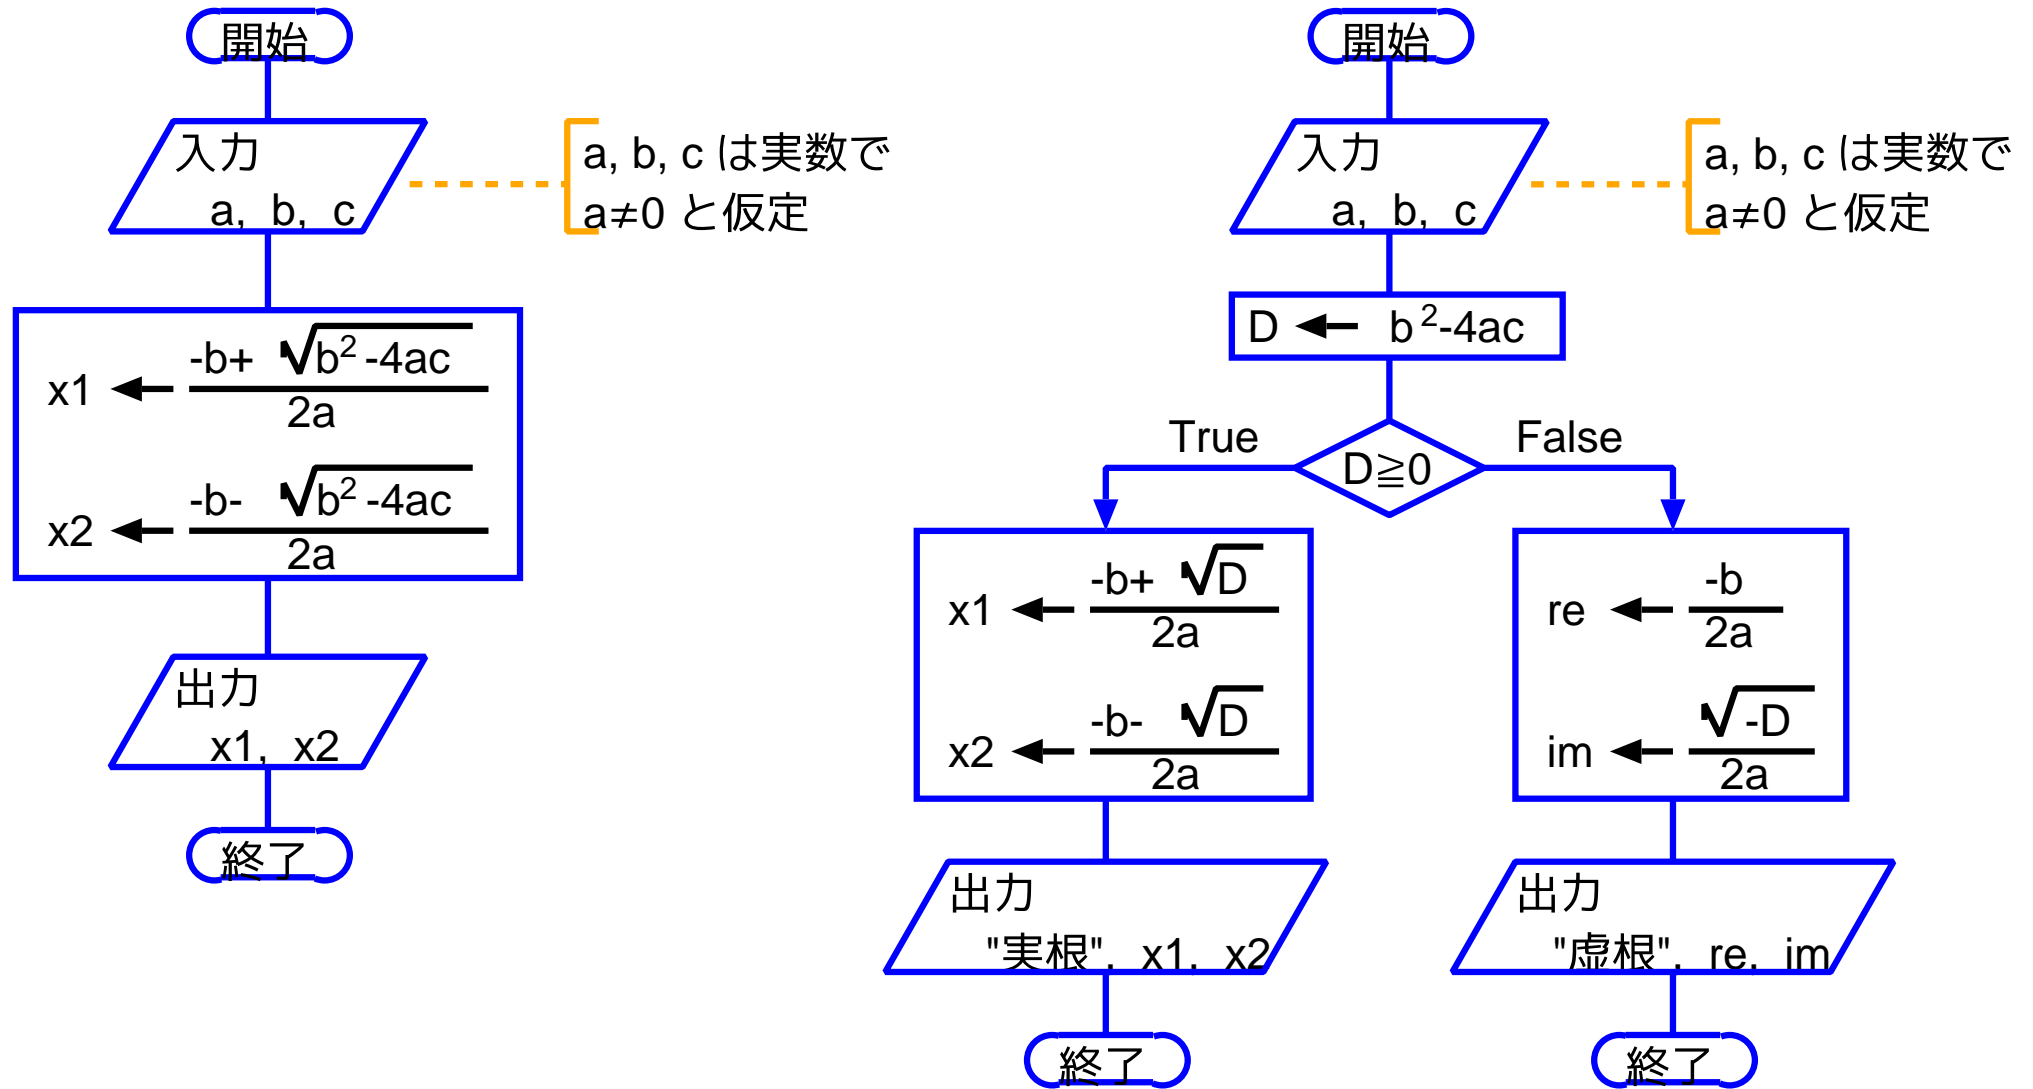 開始
入力
a, b, c
a, b, c は実数で
a≠0 と仮定
x1 ← (-b+√(b²-4ac))/2a
x2 ← (-b-√(b²-4ac))/2a
出力
x1, x2
終了
開始
入力
a, b, c
a, b, c は実数で
a≠0 と仮定
D ← b²-4ac
D≧0
True
False
x1 ← (-b+√D)/2a
x2 ← (-b-√D)/2a
出力
"実根", x1, x2
終了
re ← -b/2a
im ← √-D/2a
出力
"虚根", re, im
終了